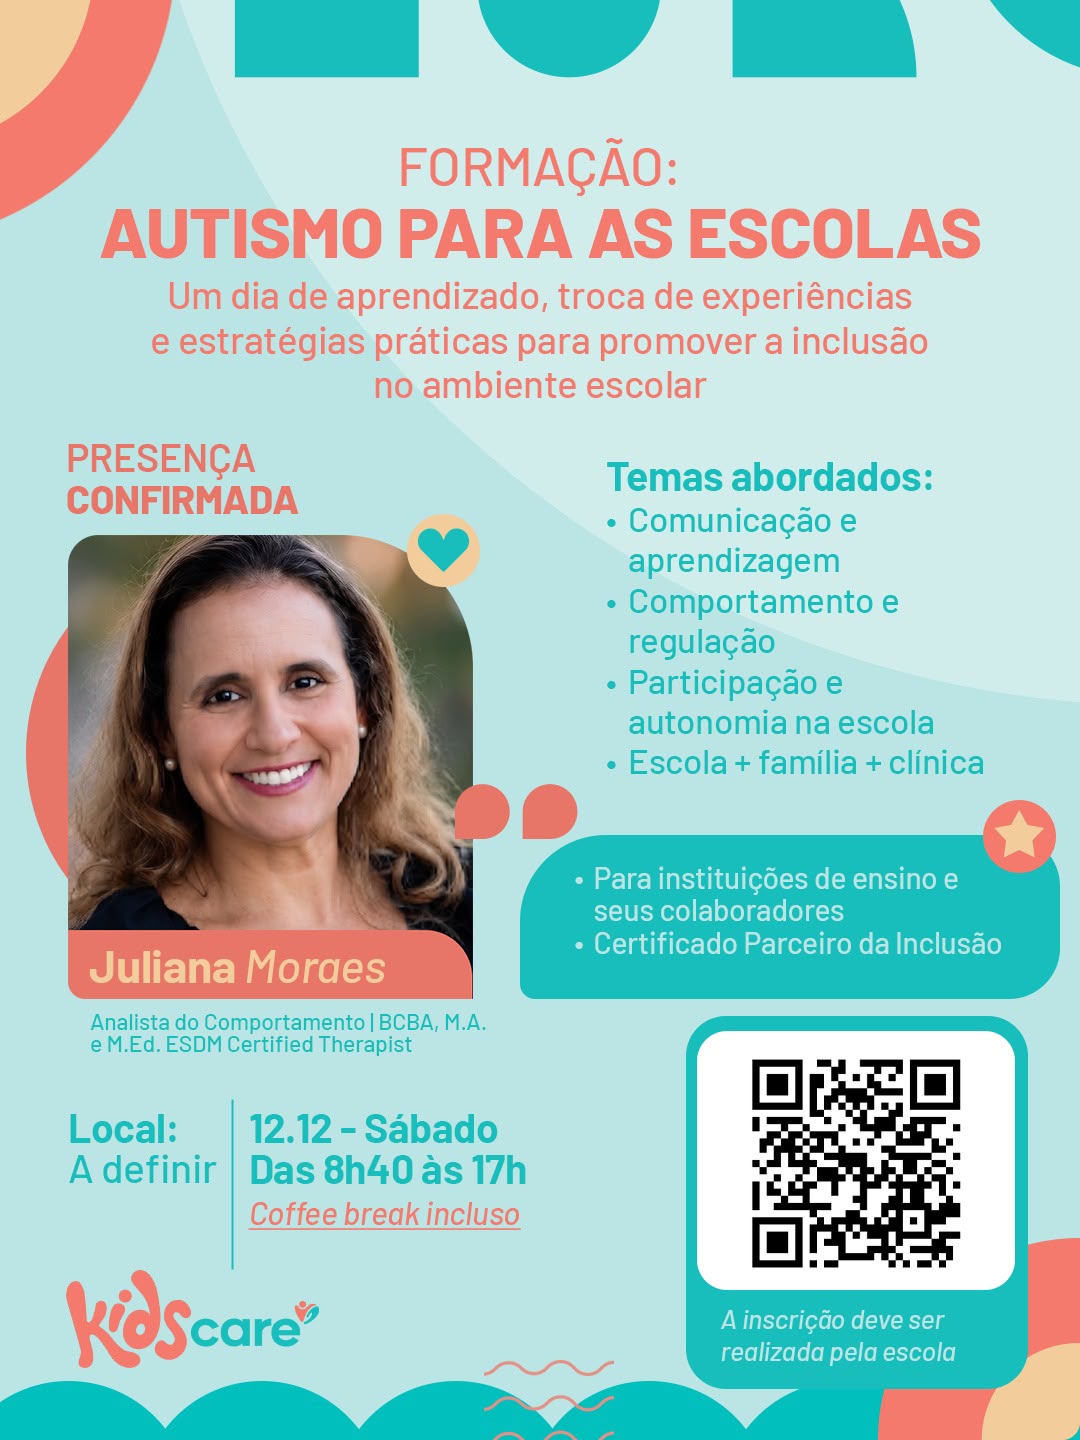 FORMAÇÃO:
AUTISMO PARA AS ESCOLAS
Um dia de aprendizado, troca de experiências
e estratégias práticas para promover a inclusão
no ambiente escolar
PRESENÇA
CONFIRMADA
Juliana Moraes
Analista do Comportamento | BCBA, M.A.
e M.Ed. ESDM Certified Therapist
Temas abordados:
• Comunicação e
aprendizagem
• Comportamento e
regulação
• Participação e
autonomia na escola
• Escola + família + clínica
• Para instituições de ensino e
seus colaboradores
• Certificado Parceiro da Inclusão
Local:
A definir
12.12 - Sábado
Das 8h40 às 17h
Coffee break incluso
A inscrição deve ser
realizada pela escola
kidscare